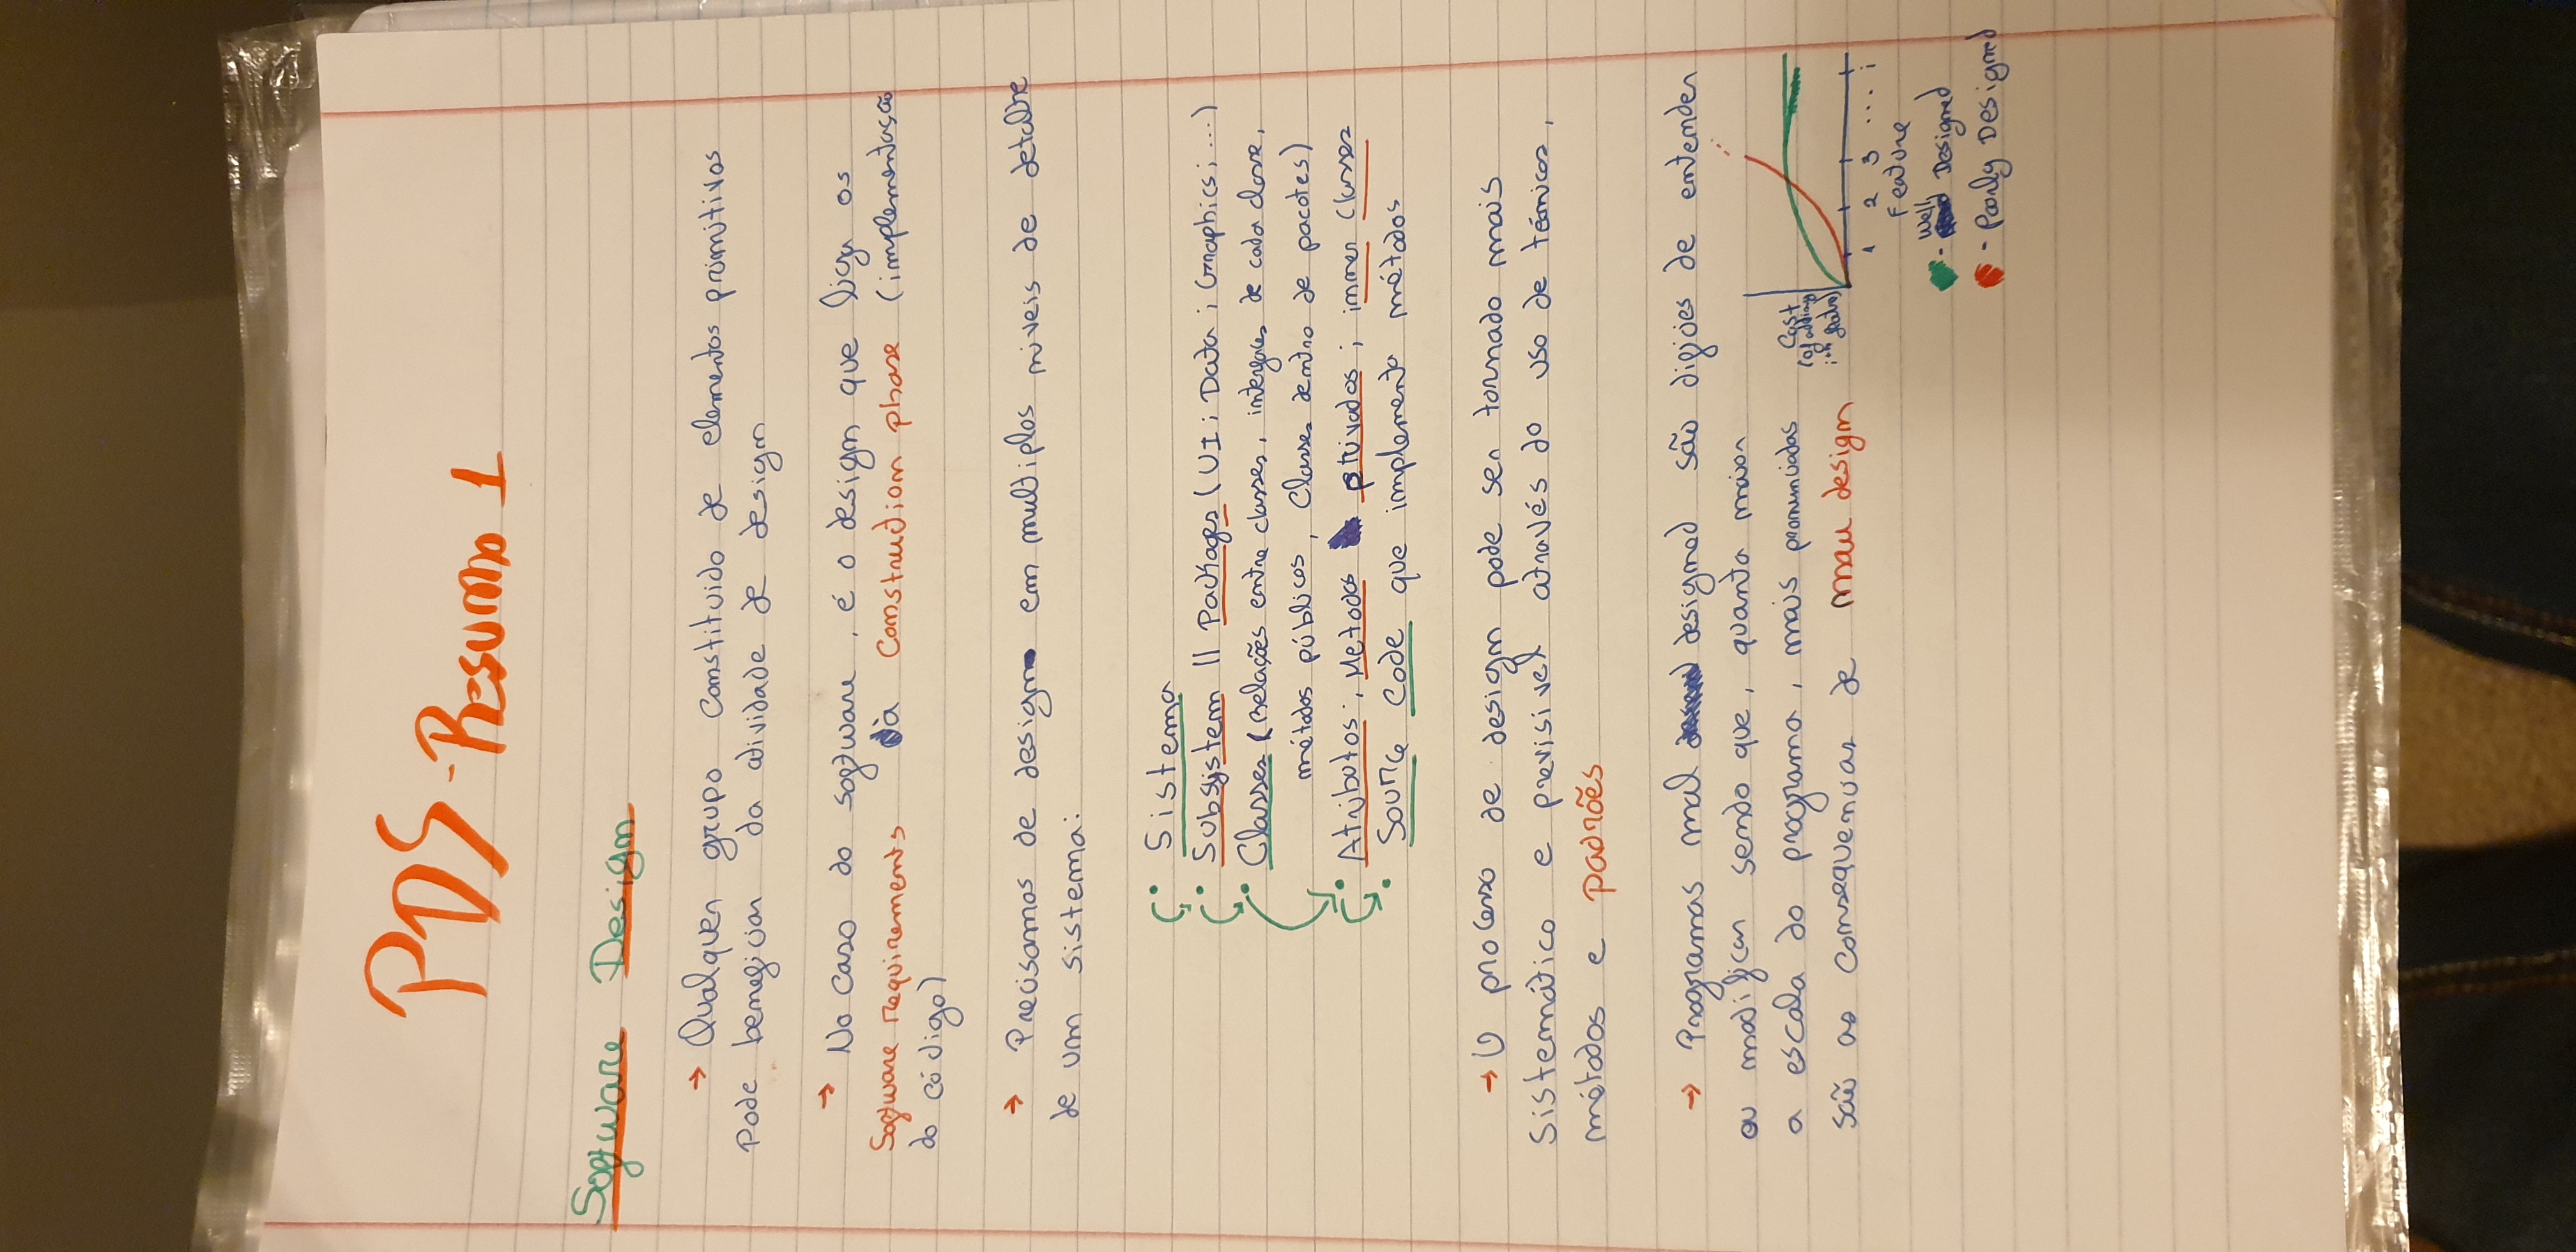 PDS - Resumo 1
Software Design
→ Qualquer grupo constituido de elementos primitivos
pode beneficiar da atividade de design
→ No caso do software, é o design que liga os
Software requirements à Construction phase (implementação
do código)
→ Precisamos de design em multiplos niveis de detalhe
de um sistema:
• Sistema
• Subsystem || Packages (UI; Data; Graphics; ...)
• Classes (Relações entre classes, interfaces de cada classe,
métodos públicos, Classes dentro de pacotes)
• Atributos; Metodos privados; inner Classes
• Source Code que implementa métodos
→ O processo de design pode ser tornado mais
sistemático e previsivel através do uso de técnicas,
métodos e padrões
→ Programas mal designed são dificies de entender
ou modificar sendo que, quanto maior
a escala do programa, mais pronunciadas
são as consequencias de mau design
Cost
(of adding
ith feature)
1 2 3 ... i
Feature
- Well Designed
- Poorly Designed